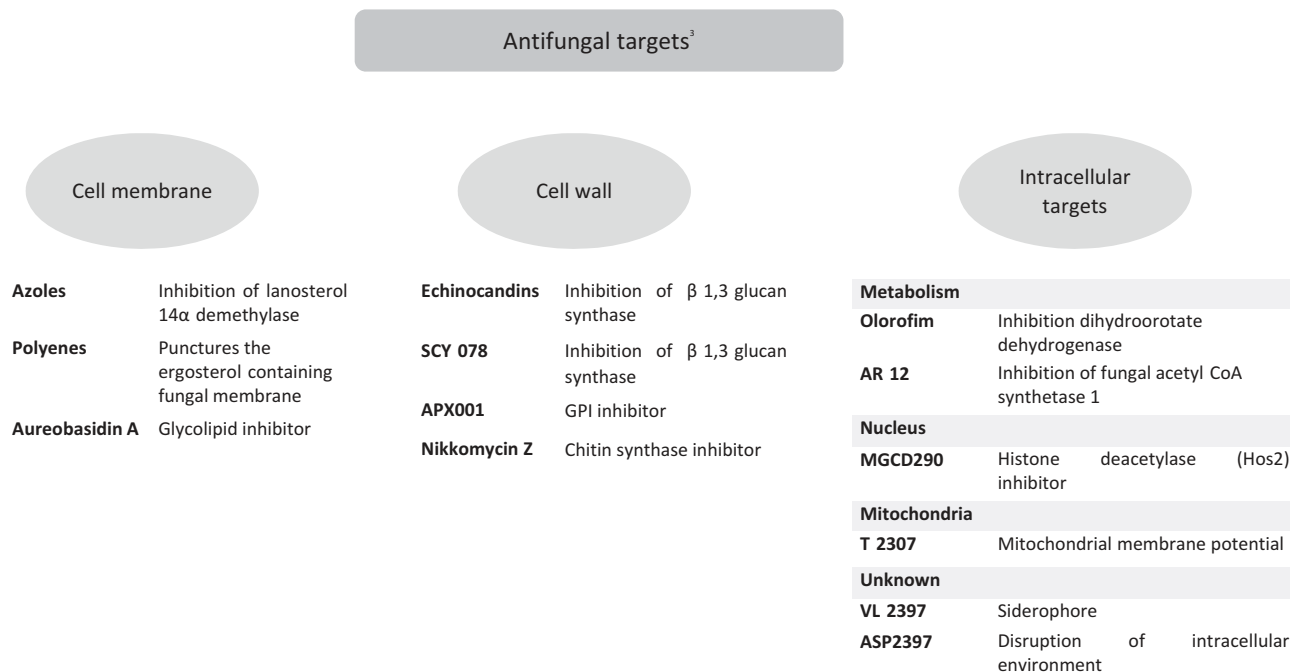 Antifungal targets³
Cell membrane
Azoles Inhibition of lanosterol
14α demethylase
Polyenes Punctures the
ergosterol containing
fungal membrane
Aureobasidin A Glycolipid inhibitor
Cell wall
Echinocandins Inhibition of β 1,3 glucan
synthase
SCY 078 Inhibition of β 1,3 glucan
synthase
APX001 GPI inhibitor
Nikkomycin Z Chitin synthase inhibitor
Intracellular
targets
Metabolism
Olorofim Inhibition dihydroorotate
dehydrogenase
AR 12 Inhibition of fungal acetyl CoA
synthetase 1
Nucleus
MGCD290 Histone deacetylase (Hos2)
inhibitor
Mitochondria
T 2307 Mitochondrial membrane potential
Unknown
VL 2397 Siderophore
ASP2397 Disruption of intracellular
environment